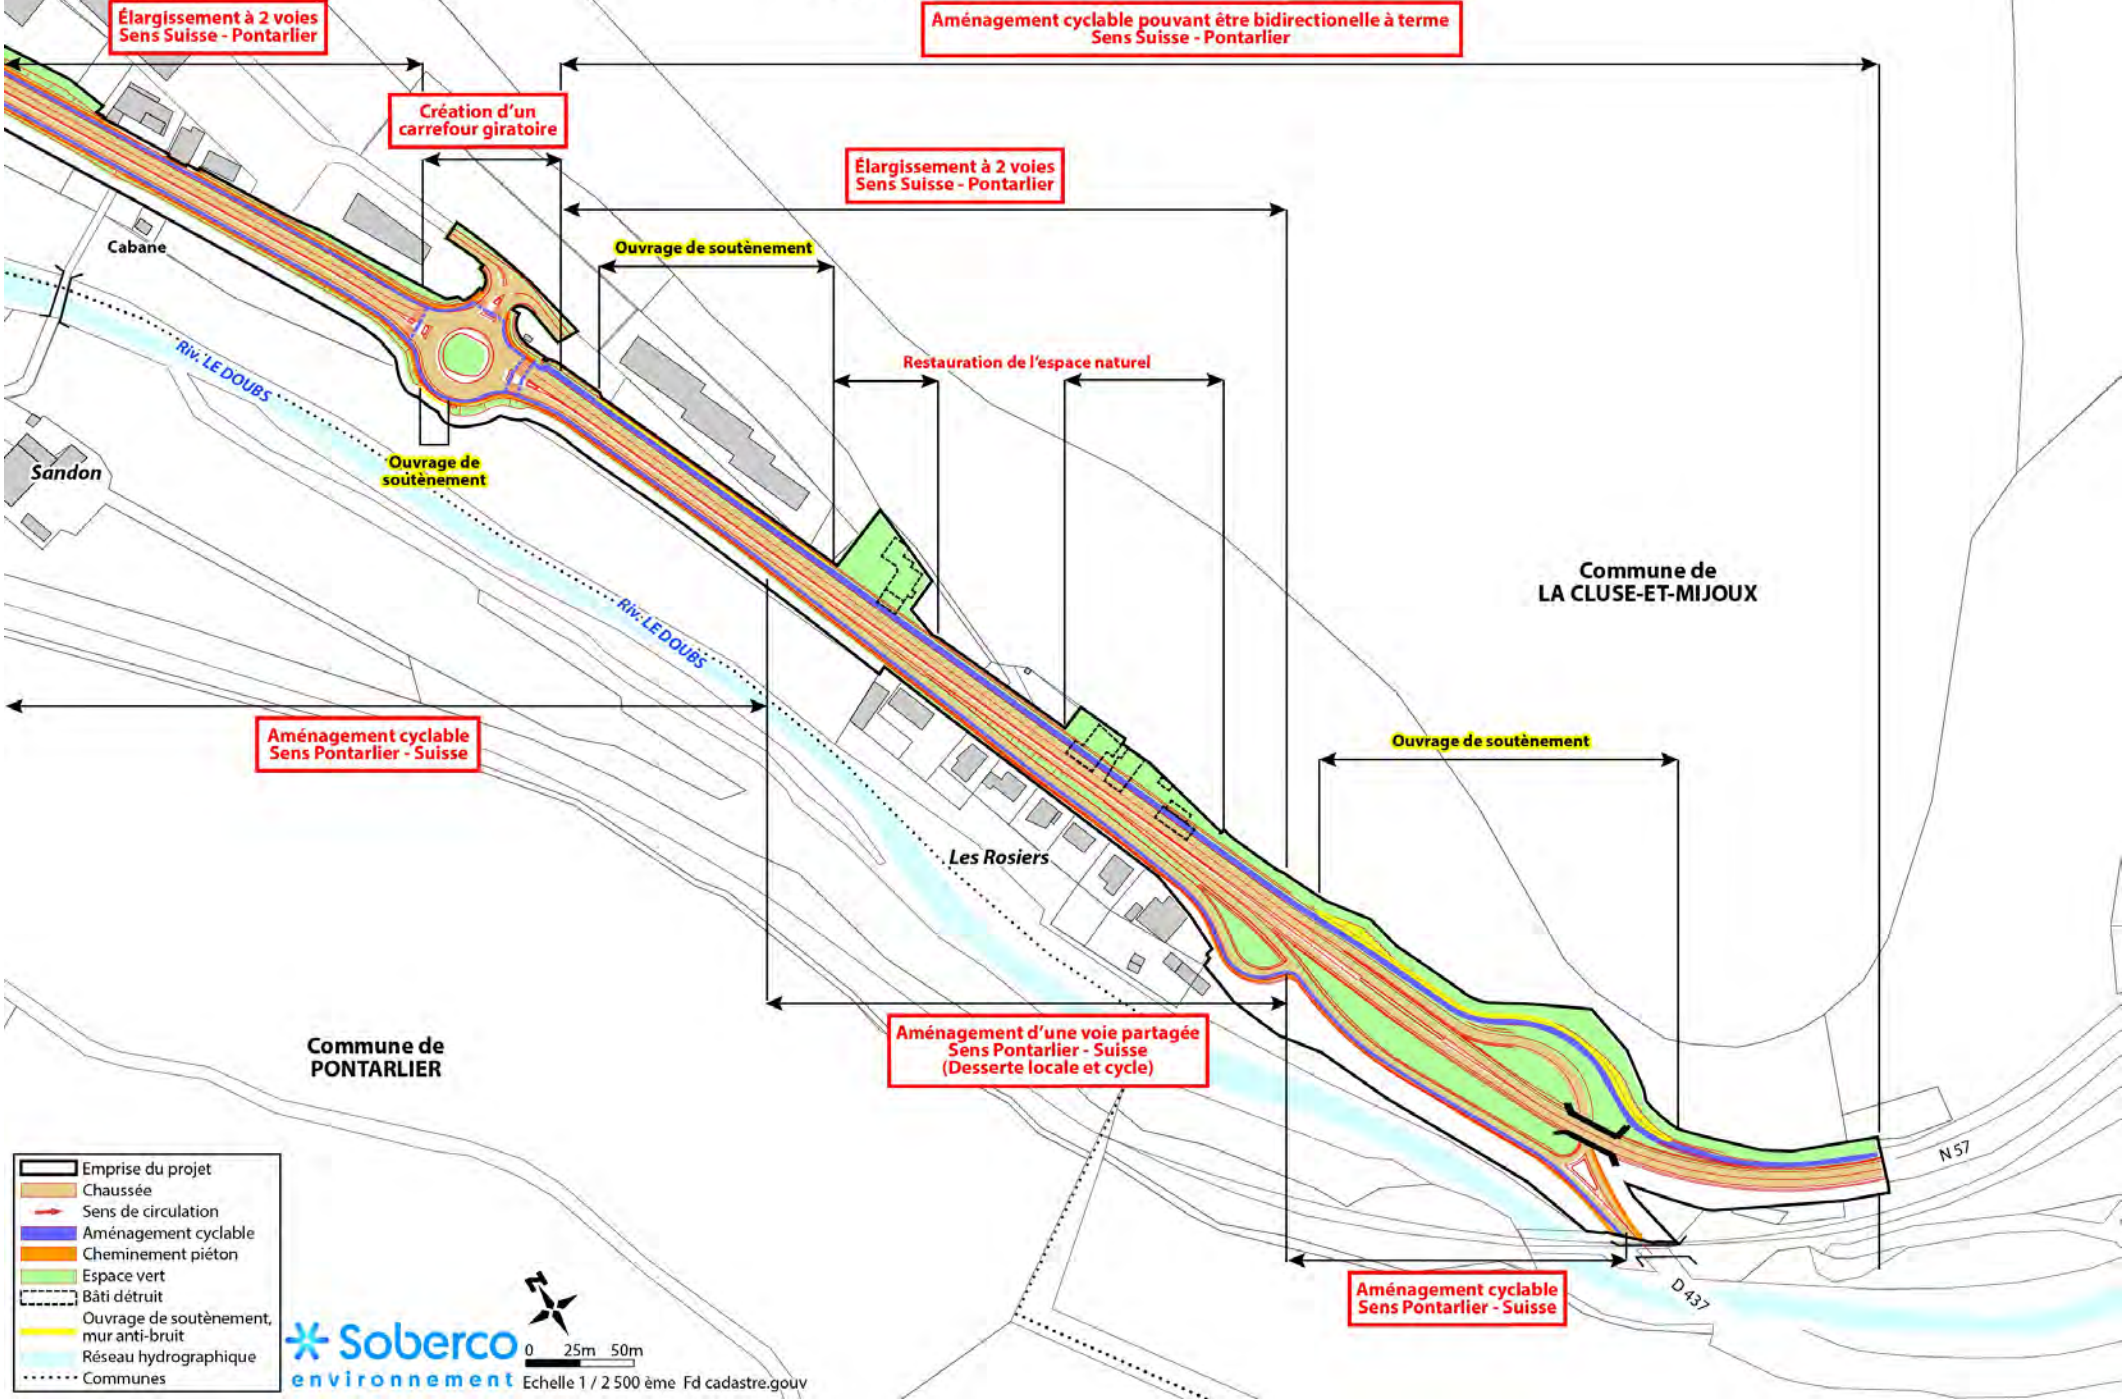 Élargissement à 2 voies
Sens Suisse - Pontarlier
Aménagement cyclable pouvant être bidirectionelle à terme
Sens Suisse - Pontarlier
Création d'un
carrefour giratoire
Élargissement à 2 voies
Sens Suisse - Pontarlier
Cabane
Ouvrage de soutènement
Riv. LE DOUBS
Restauration de l'espace naturel
Sandon
Ouvrage de
soutènement
Riv. LE DOUBS
Commune de
LA CLUSE-ET-MIJOUX
Aménagement cyclable
Sens Pontarlier - Suisse
Ouvrage de soutènement
Les Rosiers
Commune de
PONTARLIER
Aménagement d'une voie partagée
Sens Pontarlier - Suisse
(Desserte locale et cycle)
N 57
D 437
Aménagement cyclable
Sens Pontarlier - Suisse
Emprise du projet
Chaussée
Sens de circulation
Aménagement cyclable
Cheminement piéton
Espace vert
Bâti détruit
Ouvrage de soutènement,
mur anti-bruit
Réseau hydrographique
Communes
Soberco
environnement
N
0 25m 50m
Echelle 1 / 2 500 ème Fd cadastre.gouv